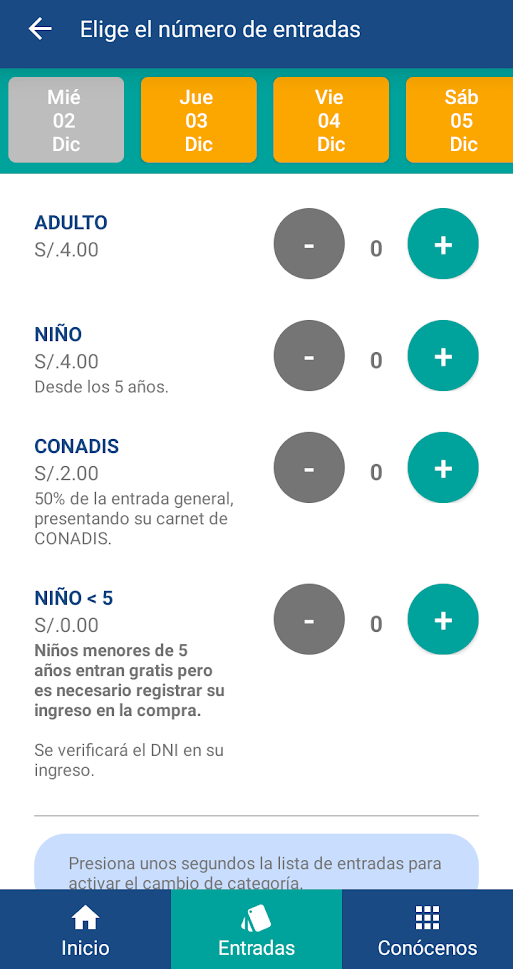 Elige el número de entradas
Mié
02
Dic
Jue
03
Dic
Vie
04
Dic
Sáb
05
Dic
ADULTO
S/.4.00
- 0 +
NIÑO
S/.4.00
Desde los 5 años.
- 0 +
CONADIS
S/.2.00
50% de la entrada general,
presentando su carnet de
CONADIS.
- 0 +
NIÑO < 5
S/.0.00
Niños menores de 5
años entran gratis pero
es necesario registrar su
ingreso en la compra.
Se verificará el DNI en su
ingreso.
- 0 +
Presiona unos segundos la lista de entradas para
activar el cambio de categoría.
Inicio
Entradas
Conócenos